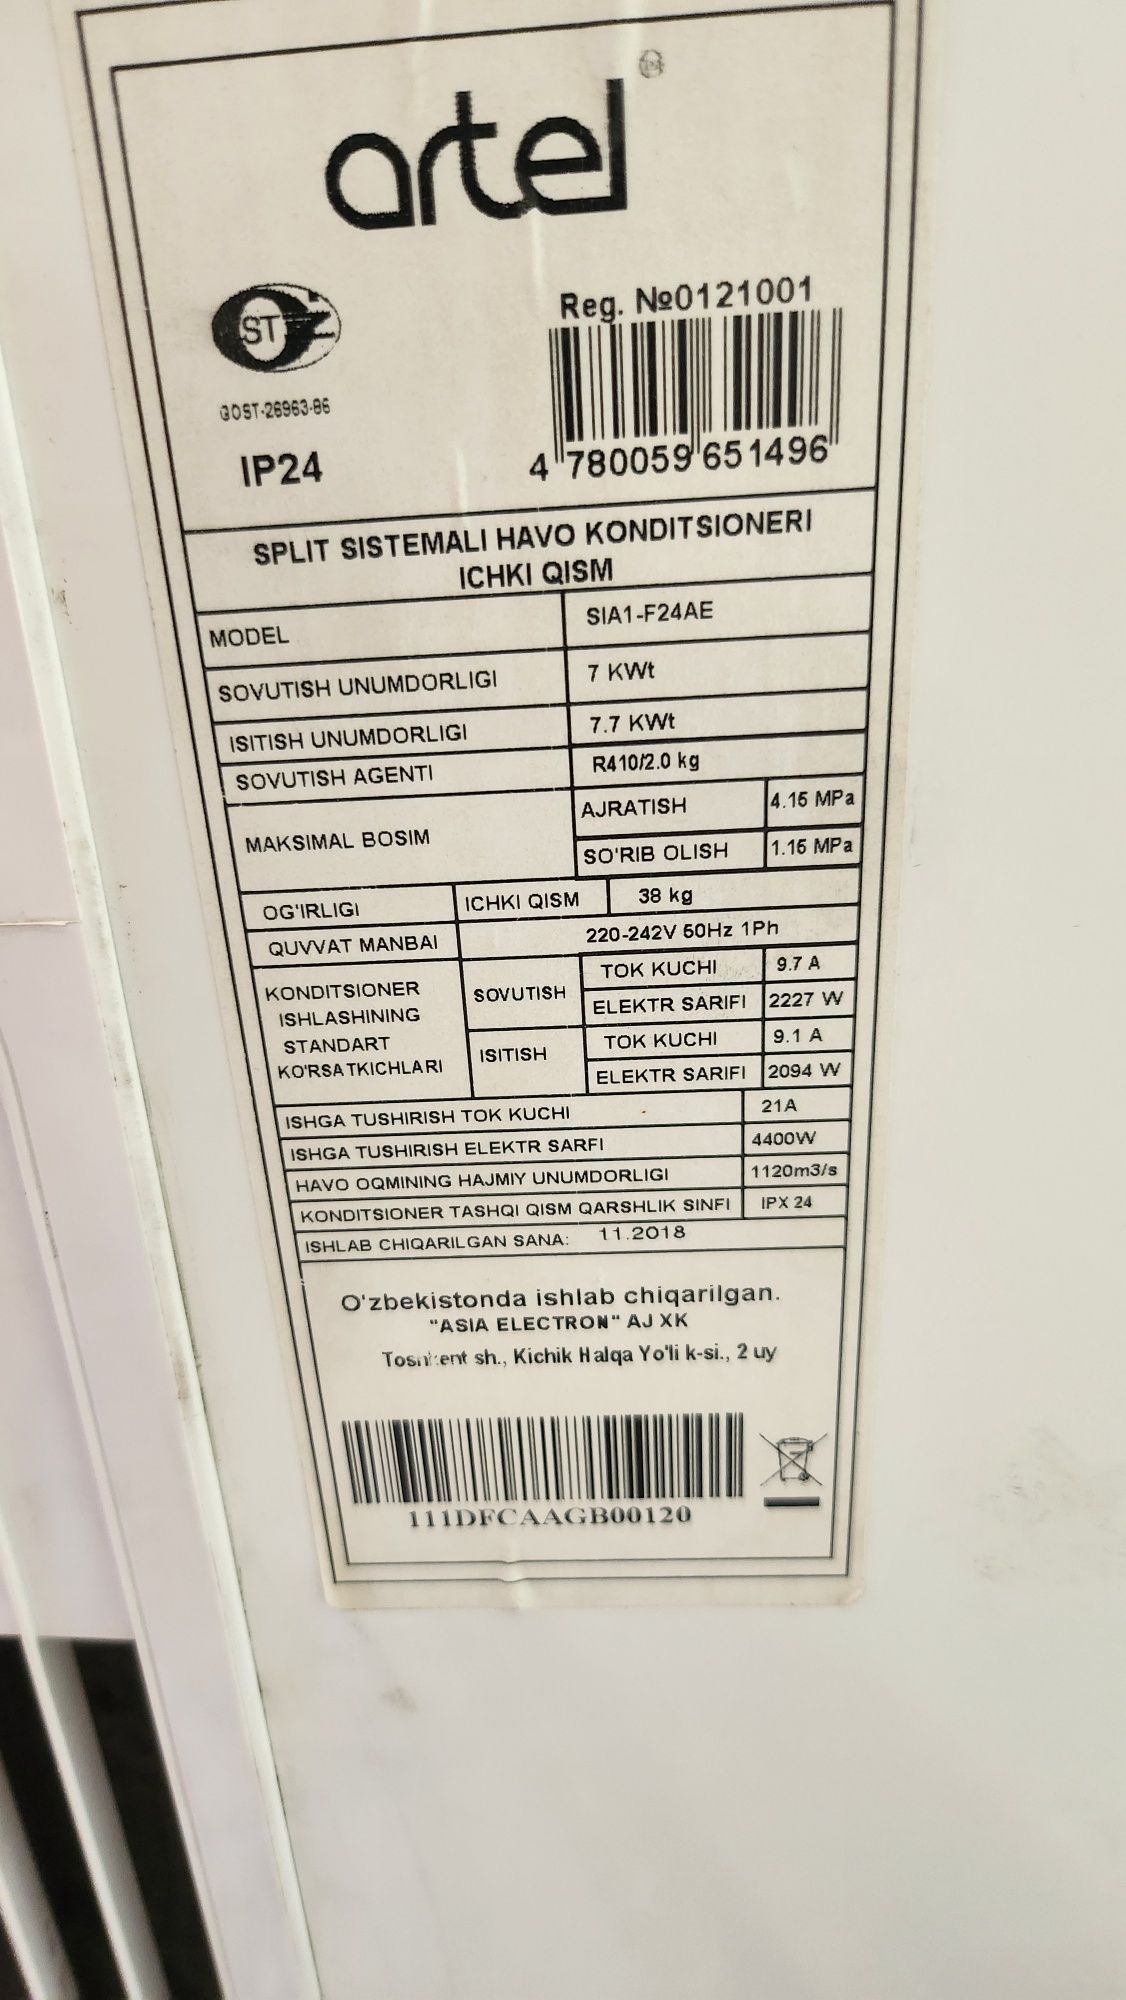 artel
Reg. №0121001
ST
GOST-26963-86
IP24
4 780059 651496
SPLIT SISTEMALI HAVO KONDITSIONERI
ICHKI QISM
MODEL SIA1-F24AE
SOVUTISH UNUMDORLIGI 7 KWt
ISITISH UNUMDORLIGI 7.7 KWt
SOVUTISH AGENTI R410/2.0 kg
MAKSIMAL BOSIM AJRATISH 4.15 MPa
SO'RIB OLISH 1.15 MPa
OG'IRLIGI ICHKI QISM 38 kg
QUVVAT MANBAI 220-242V 50Hz 1Ph
KONDITSIONER ISHLASHINING STANDART KO'RSATKICHLARI SOVUTISH TOK KUCHI 9.7 A
ELEKTR SARIFI 2227 W
ISITISH TOK KUCHI 9.1 A
ELEKTR SARIFI 2094 W
ISHGA TUSHIRISH TOK KUCHI 21A
ISHGA TUSHIRISH ELEKTR SARFI 4400W
HAVO OQMINING HAJMIY UNUMDORLIGI 1120m3/s
KONDITSIONER TASHQI QISM QARSHLIK SINFI IPX 24
ISHLAB CHIQARILGAN SANA: 11.2018
O'zbekistonda ishlab chiqarilgan.
"ASIA ELECTRON" AJ XK
Toshkent sh., Kichik Halqa Yo'li k-si., 2 uy
111DFCAAGB00120